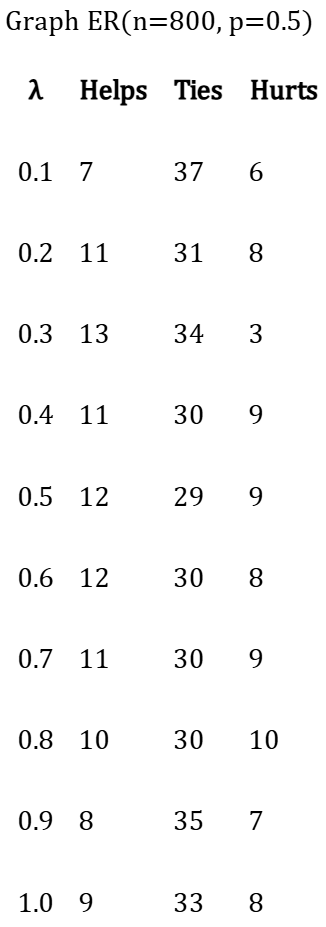 Graph ER(n=800, p=0.5)
λ Helps Ties Hurts
0.1 7 37 6
0.2 11 31 8
0.3 13 34 3
0.4 11 30 9
0.5 12 29 9
0.6 12 30 8
0.7 11 30 9
0.8 10 30 10
0.9 8 35 7
1.0 9 33 8